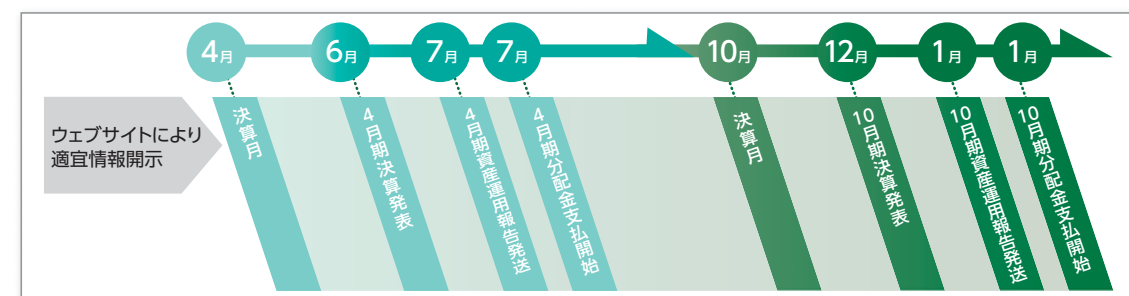 4月
6月
7月
7月
10月
12月
1月
1月
ウェブサイトにより
適宜情報開示
決算月
4月期決算発表
4月期資産運用報告発送
4月期分配金支払開始
決算月
10月期決算発表
10月期資産運用報告発送
10月期分配金支払開始